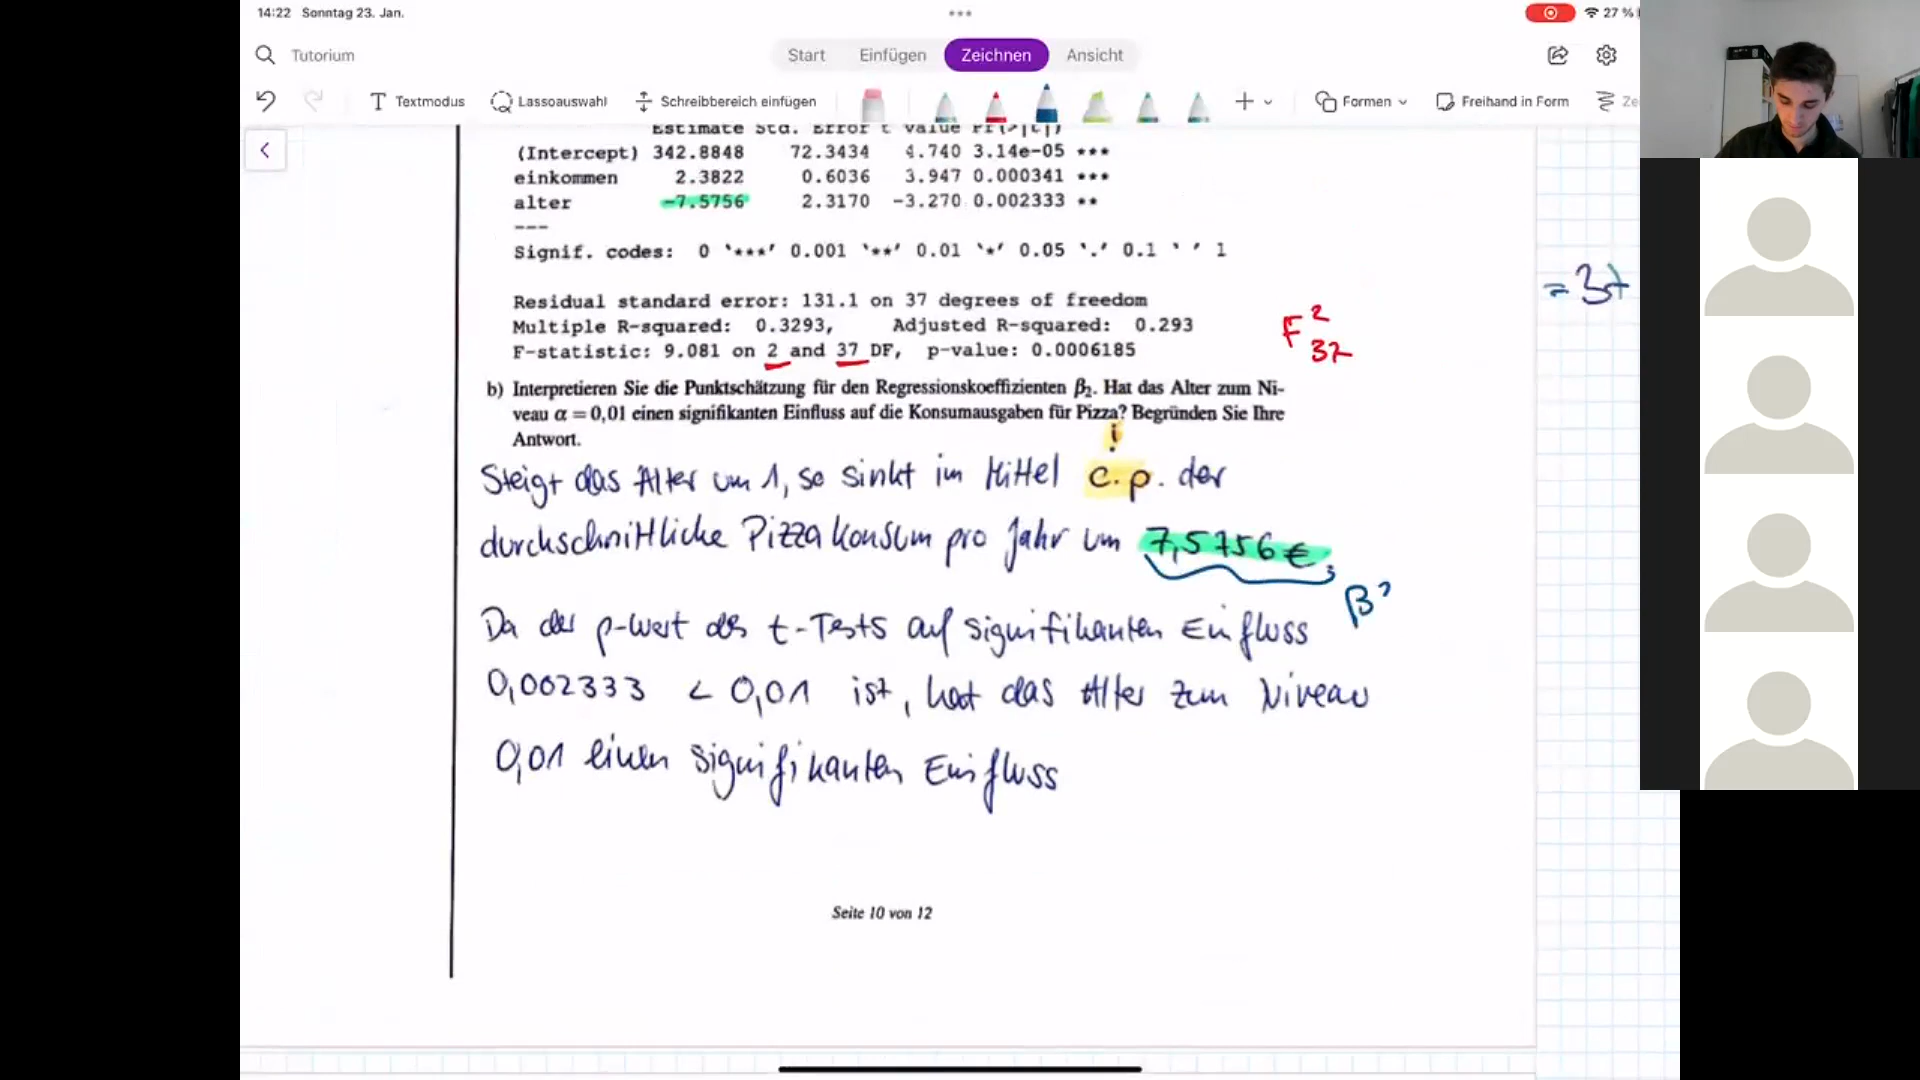 14:22 Sonntag 23. Jan.
27 %
Tutorium
Start Einfügen Zeichnen Ansicht
Textmodus Lassoauswahl Schreibbereich einfügen Formen Freihand in Form
Estimate Std. Error t value Pr(>|t|)
(Intercept) 342.8848 72.3434 4.740 3.14e-05 ***
einkommen 2.3822 0.6036 3.947 0.000341 ***
alter -7.5756 2.3170 -3.270 0.002333 **
---
Signif. codes: 0 ‘***’ 0.001 ‘**’ 0.01 ‘*’ 0.05 ‘.’ 0.1 ‘ ’ 1
= 37
Residual standard error: 131.1 on 37 degrees of freedom
Multiple R-squared: 0.3293, Adjusted R-squared: 0.293
F-statistic: 9.081 on 2 and 37 DF, p-value: 0.0006185
F 2 37
b) Interpretieren Sie die Punktschätzung für den Regressionskoeffizienten β₂. Hat das Alter zum Ni-
veau α = 0,01 einen signifikanten Einfluss auf die Konsumausgaben für Pizza? Begründen Sie Ihre
Antwort.
!
Steigt das Alter um 1, so sinkt im Mittel c.p. der
durchschnittliche Pizzakonsum pro Jahr um 7,5756 €.
β²
Da der p-Wert des t-Tests auf signifikanten Einfluss
0,002333 < 0,01 ist, hat das Alter zum Niveau
0,01 einen signifikanten Einfluss
Seite 10 von 12